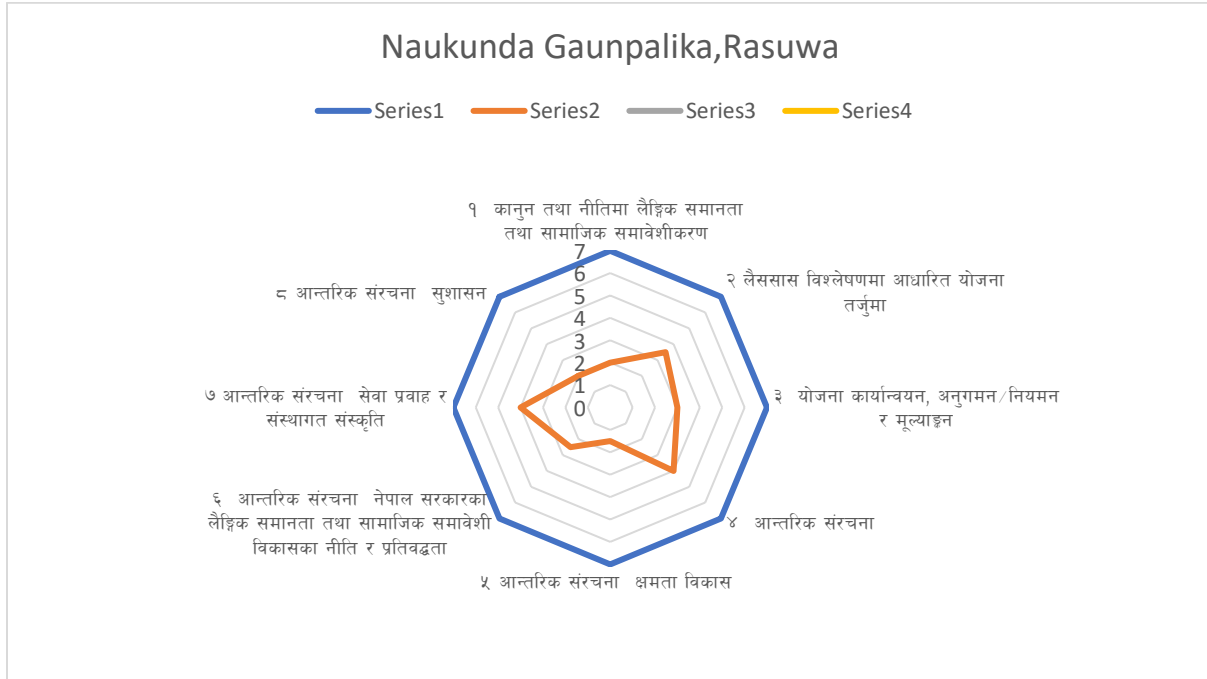 Naukunda Gaunpalika,Rasuwa
Series1 Series2 Series3 Series4
१ कानुन तथा नीतिमा लैङ्गिक समानता
तथा सामाजिक समावेशीकरण
२ लैससास विश्लेषणमा आधारित योजना
तर्जुमा
३ योजना कार्यान्वयन, अनुगमन/नियमन
र मूल्याङ्कन
४ आन्तरिक संरचना
५ आन्तरिक संरचना क्षमता विकास
६ आन्तरिक संरचना नेपाल सरकारका
लैङ्गिक समानता तथा सामाजिक समावेशी
विकासका नीति र प्रतिवद्धता
७ आन्तरिक संरचना सेवा प्रवाह र
संस्थागत संस्कृति
८ आन्तरिक संरचना सुशासन
7
6
5
4
3
2
1
0